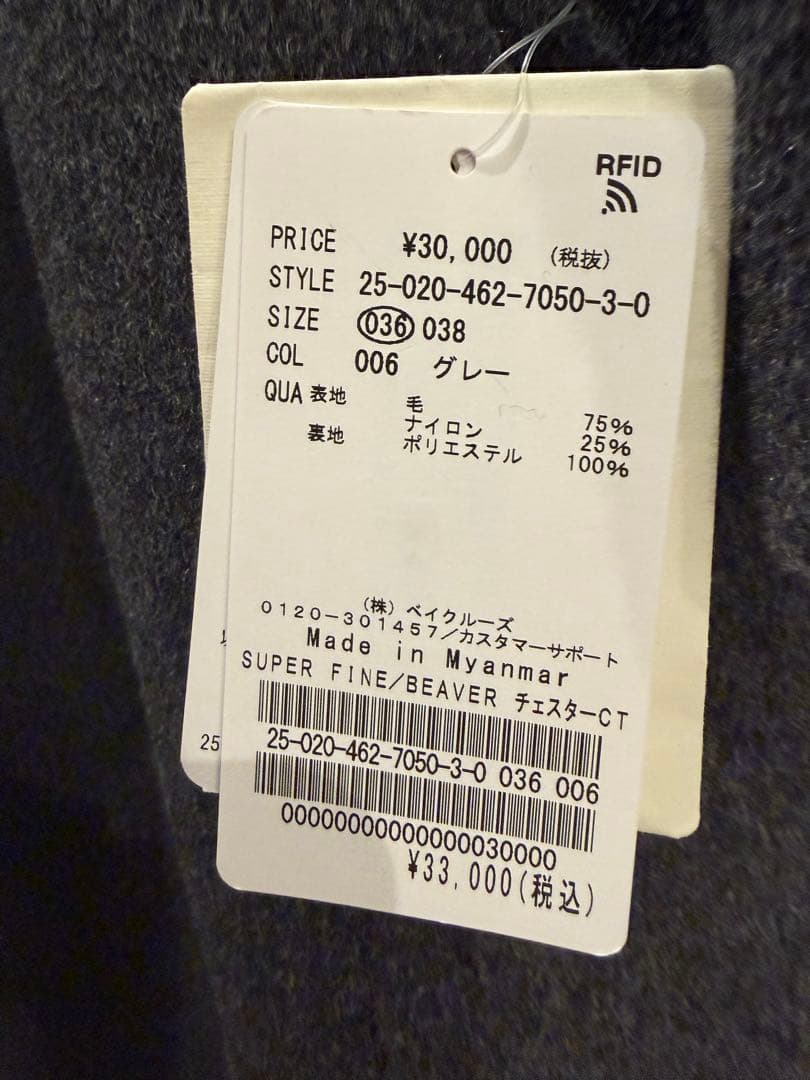 RFID
PRICE ¥30,000 (税抜)
STYLE 25-020-462-7050-3-0
SIZE 036 038
COL 006 グレー
QUA 表地 毛 75%
ナイロン 25%
裏地 ポリエステル 100%
(株) ベイクルーズ
0120-301457/カスタマーサポート
Made in Myanmar
SUPER FINE/BEAVER チェスターCT
25-020-462-7050-3-0 036 006
00000000000000030000
¥33,000(税込)
25